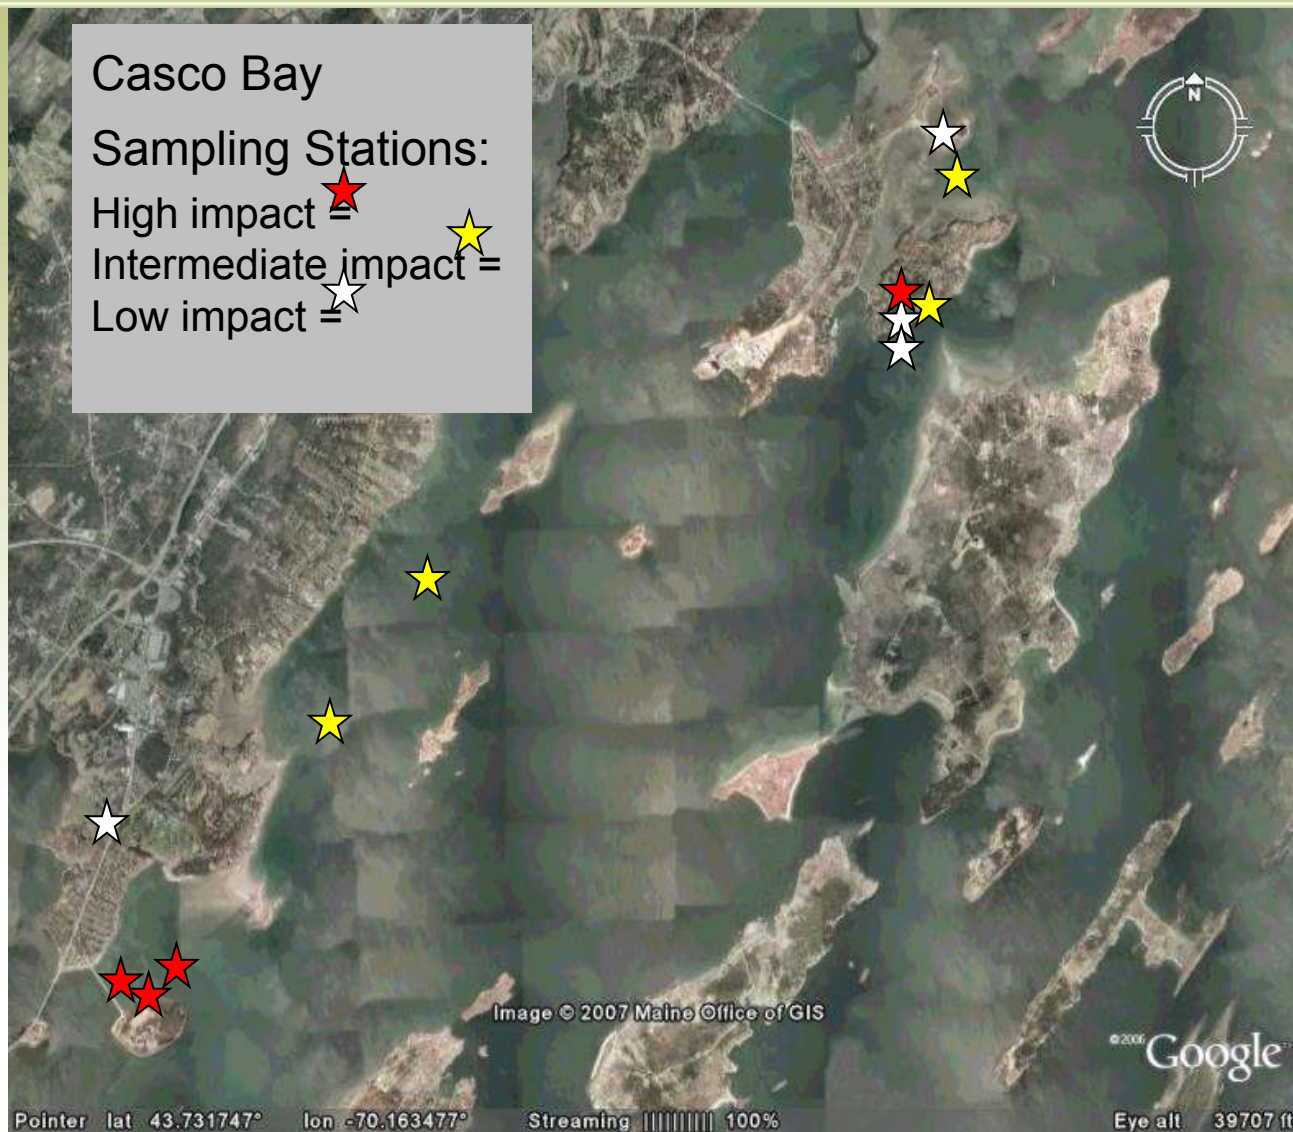 Casco Bay
Sampling Stations:
High impact =
Intermediate impact =
Low impact =
N
Image © 2007 Maine Office of GIS
©2006 Google™
Pointer lat 43.731747° lon -70.163477° Streaming ||||||||| 100% Eye alt 39707 ft